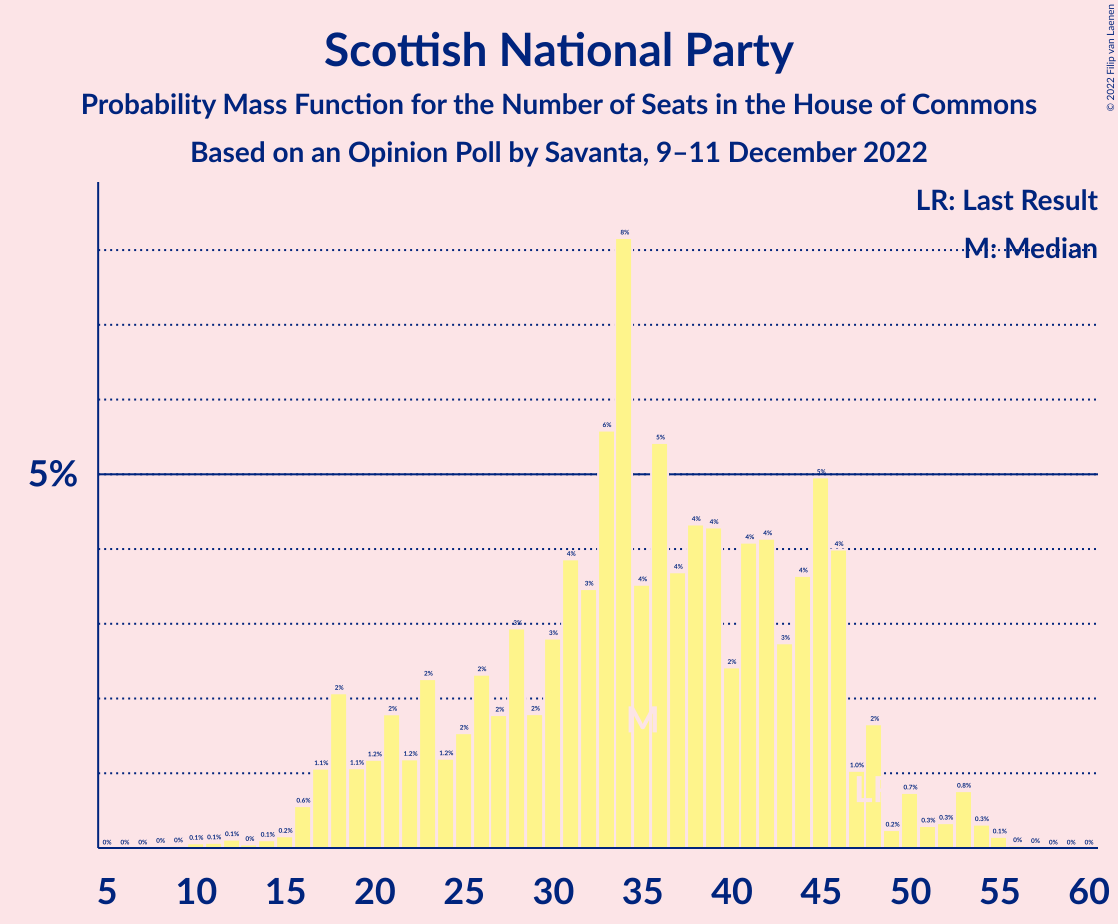 Scottish National Party
Probability Mass Function for the Number of Seats in the House of Commons
Based on an Opinion Poll by Savanta, 9–11 December 2022
© 2022 Filip van Laenen
LR: Last Result
M: Median
5%
0% 0% 0% 0% 0% 0.1% 0.1% 0.1% 0% 0.1% 0.2% 0.6% 1.1% 2% 1.1% 1.2% 2% 1.2% 2% 1.2% 2% 2% 2% 3% 2% 3% 4% 3% 6% 8% 4% 5% 4% 4% 4% 2% 4% 4% 3% 4% 5% 4% 1.0% 2% 0.2% 0.7% 0.3% 0.3% 0.8% 0.3% 0.1% 0% 0% 0% 0% 0%
M
5 10 15 20 25 30 35 40 45 50 55 60